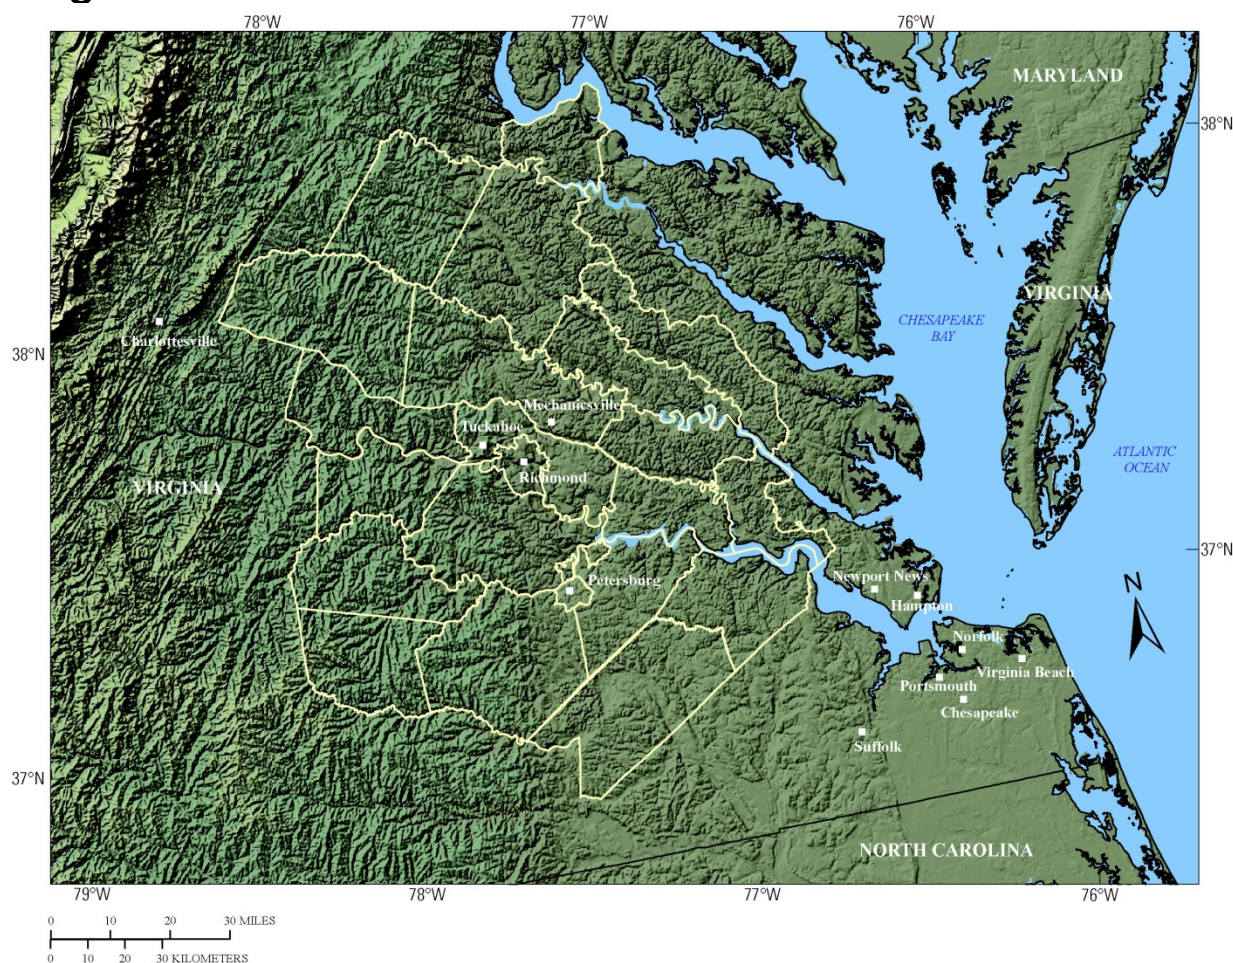 78°W 77°W 76°W
MARYLAND
38°N
VIRGINIA
CHESAPEAKE
BAY
Charlottesville
38°N
Mechanicsville
Tuckahoe
ATLANTIC
OCEAN
Richmond
VIRGINIA
37°N
Newport News
Petersburg
N
Hampton
Norfolk
Virginia Beach
Portsmouth
Chesapeake
Suffolk
37°N
NORTH CAROLINA
79°W 78°W 77°W 76°W
0 10 20 30 MILES
0 10 20 30 KILOMETERS